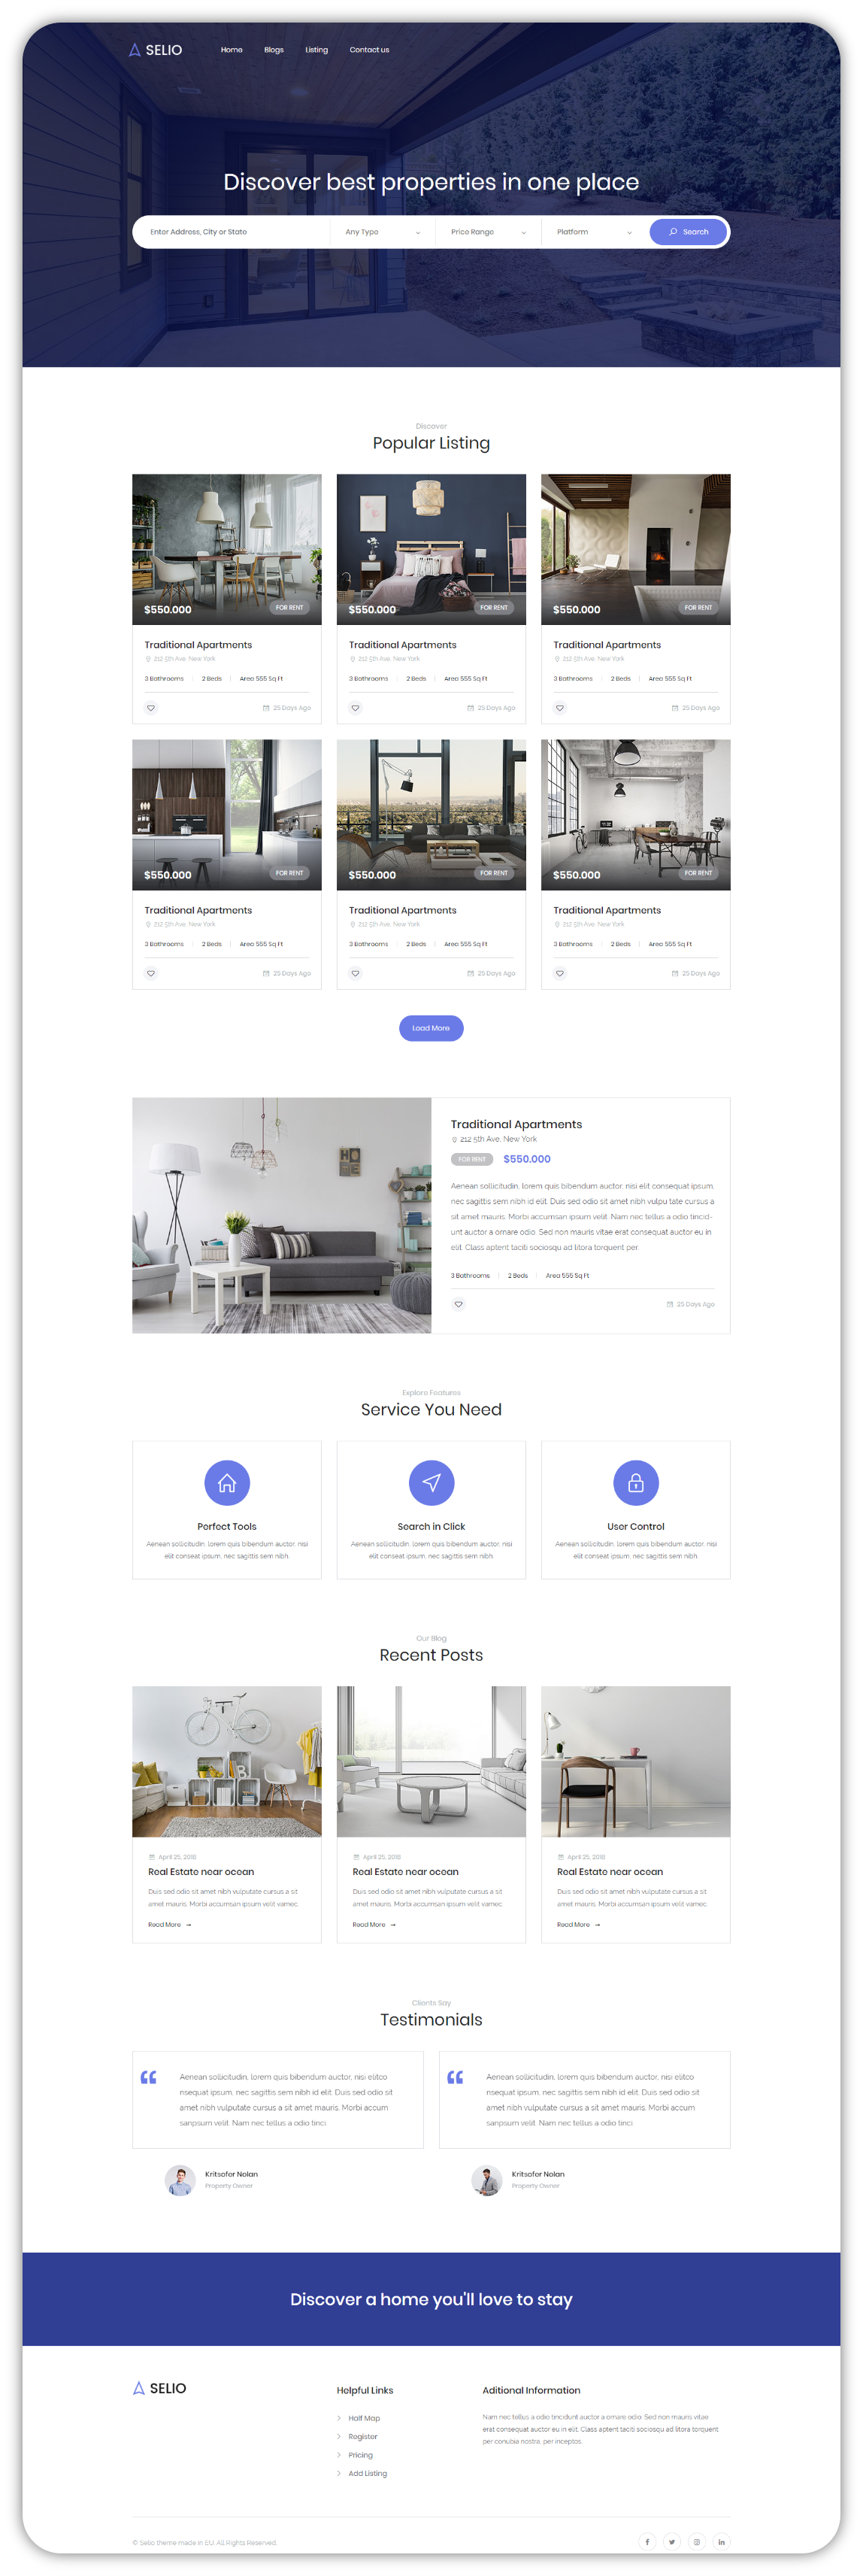 SELIO
Home Blogs Listing Contact us
Discover best properties in one place
Enter Address, City or State Any Type Price Range Platform Search
Discover
Popular Listing
$550.000 FOR RENT
Traditional Apartments
212 5th Ave, New York
3 Bathrooms 2 Beds Area 555 Sq Ft
25 Days Ago
$550.000 FOR RENT
Traditional Apartments
212 5th Ave, New York
3 Bathrooms 2 Beds Area 555 Sq Ft
25 Days Ago
$550.000 FOR RENT
Traditional Apartments
212 5th Ave, New York
3 Bathrooms 2 Beds Area 555 Sq Ft
25 Days Ago
$550.000 FOR RENT
Traditional Apartments
212 5th Ave, New York
3 Bathrooms 2 Beds Area 555 Sq Ft
25 Days Ago
$550.000 FOR RENT
Traditional Apartments
212 5th Ave, New York
3 Bathrooms 2 Beds Area 555 Sq Ft
25 Days Ago
$550.000 FOR RENT
Traditional Apartments
212 5th Ave, New York
3 Bathrooms 2 Beds Area 555 Sq Ft
25 Days Ago
Load More
HOME
Traditional Apartments
212 5th Ave, New York
FOR RENT $550.000
Aenean sollicitudin, lorem quis bibendum auctor, nisi elit consequat ipsum,
nec sagittis sem nibh id elit. Duis sed odio sit amet nibh vulpu tate cursus a
sit amet mauris. Morbi accumsan ipsum velit. Nam nec tellus a odio tincid-
unt auctor a ornare odio. Sed non mauris vitae erat consequat auctor eu in
elit. Class aptent taciti sociosqu ad litora torquent per.
3 Bathrooms 2 Beds Area 555 Sq Ft
25 Days Ago
Explore Features
Service You Need
Perfect Tools
Aenean sollicitudin, lorem quis bibendum auctor, nisi
elit conseat ipsum, nec sagittis sem nibh.
Search in Click
Aenean sollicitudin, lorem quis bibendum auctor, nisi
elit conseat ipsum, nec sagittis sem nibh.
User Control
Aenean sollicitudin, lorem quis bibendum auctor, nisi
elit conseat ipsum, nec sagittis sem nibh.
Our Blog
Recent Posts
B
April 25, 2018
Real Estate near ocean
Duis sed odio sit amet nibh vulputate cursus a sit
amet mauris. Morbi accumsan ipsum velit vamec
Read More →
April 25, 2018
Real Estate near ocean
Duis sed odio sit amet nibh vulputate cursus a sit
amet mauris. Morbi accumsan ipsum velit vamec
Read More →
April 25, 2018
Real Estate near ocean
Duis sed odio sit amet nibh vulputate cursus a sit
amet mauris. Morbi accumsan ipsum velit vamec
Read More →
Clients Say
Testimonials
“ Aenean sollicitudin, lorem quis bibendum auctor, nisi elitco
nsequat ipsum, nec sagittis sem nibh id elit. Duis sed odio sit
amet nibh vulputate cursus a sit amet mauris. Morbi accum
sanpsum velit. Nam nec tellus a odio tinci.
Kritsofer Nolan
Property Owner
“ Aenean sollicitudin, lorem quis bibendum auctor, nisi elitco
nsequat ipsum, nec sagittis sem nibh id elit. Duis sed odio sit
amet nibh vulputate cursus a sit amet mauris. Morbi accum
sanpsum velit. Nam nec tellus a odio tinci.
Kritsofer Nolan
Property Owner
Discover a home you'll love to stay
SELIO
Helpful Links
Half Map
Register
Pricing
Add Listing
Aditional Information
Nam nec tellus a odio tincidunt auctor a ornare odio. Sed non mauris vitae
erat consequat auctor eu in elit. Class aptent taciti sociosqu ad litora torquent
per conubia nostra, per inceptos.
© Selio theme made in EU. All Rights Reserved.